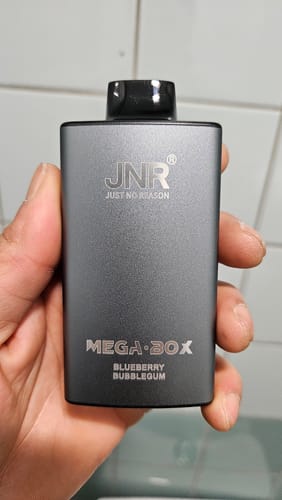 JNR®
JUST NO REASON
MEGA·BOX
BLUEBERRY
BUBBLEGUM